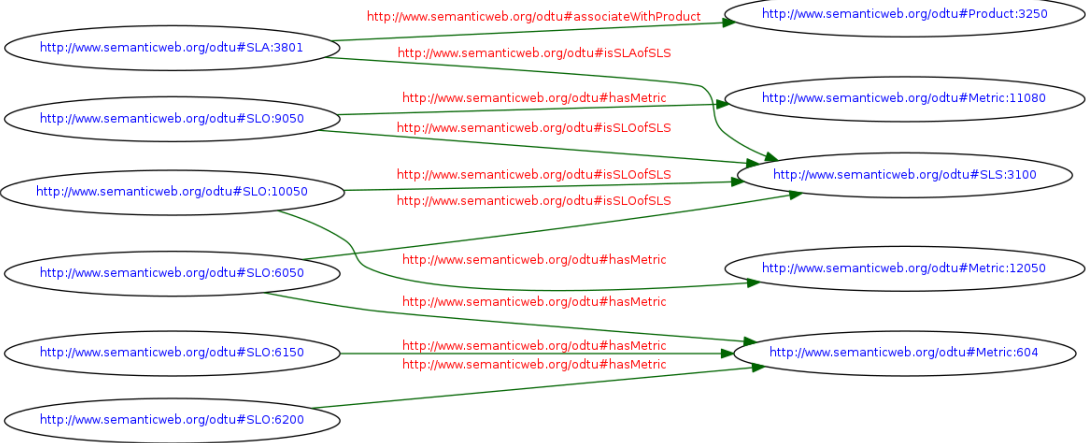 http://www.semanticweb.org/odtu#associateWithProduct
http://www.semanticweb.org/odtu#Product:3250
http://www.semanticweb.org/odtu#SLA:3801
http://www.semanticweb.org/odtu#isSLAofSLS
http://www.semanticweb.org/odtu#hasMetric
http://www.semanticweb.org/odtu#Metric:11080
http://www.semanticweb.org/odtu#SLO:9050
http://www.semanticweb.org/odtu#isSLOofSLS
http://www.semanticweb.org/odtu#isSLOofSLS
http://www.semanticweb.org/odtu#SLS:3100
http://www.semanticweb.org/odtu#SLO:10050
http://www.semanticweb.org/odtu#isSLOofSLS
http://www.semanticweb.org/odtu#hasMetric
http://www.semanticweb.org/odtu#Metric:12050
http://www.semanticweb.org/odtu#SLO:6050
http://www.semanticweb.org/odtu#hasMetric
http://www.semanticweb.org/odtu#hasMetric
http://www.semanticweb.org/odtu#SLO:6150
http://www.semanticweb.org/odtu#Metric:604
http://www.semanticweb.org/odtu#hasMetric
http://www.semanticweb.org/odtu#SLO:6200